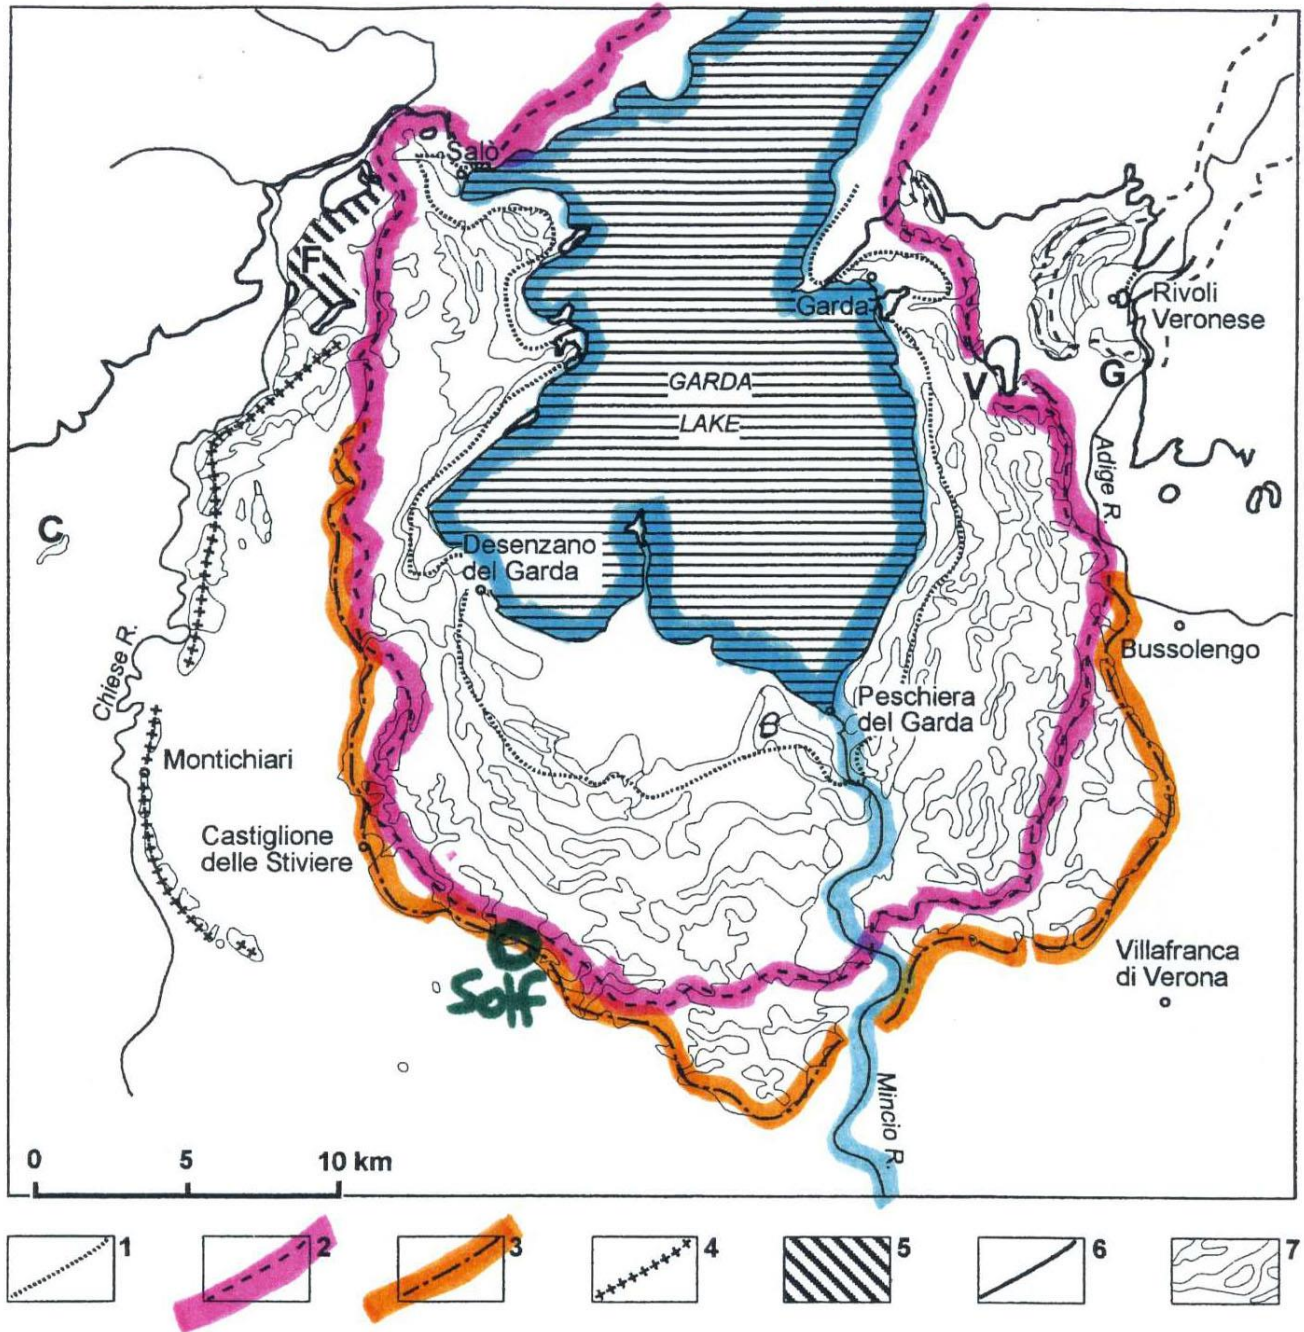 Salò
F
Garda
Rivoli
Veronese
GARDA
LAKE
V
G
Adige R.
C
Desenzano
del Garda
Bussolengo
Chiese R.
Peschiera
del Garda
B
Montichiari
Castiglione
delle Stiviere
Solf
Villafranca
di Verona
Mincio R.
0 5 10 km
1 2 3 4 5 6 7